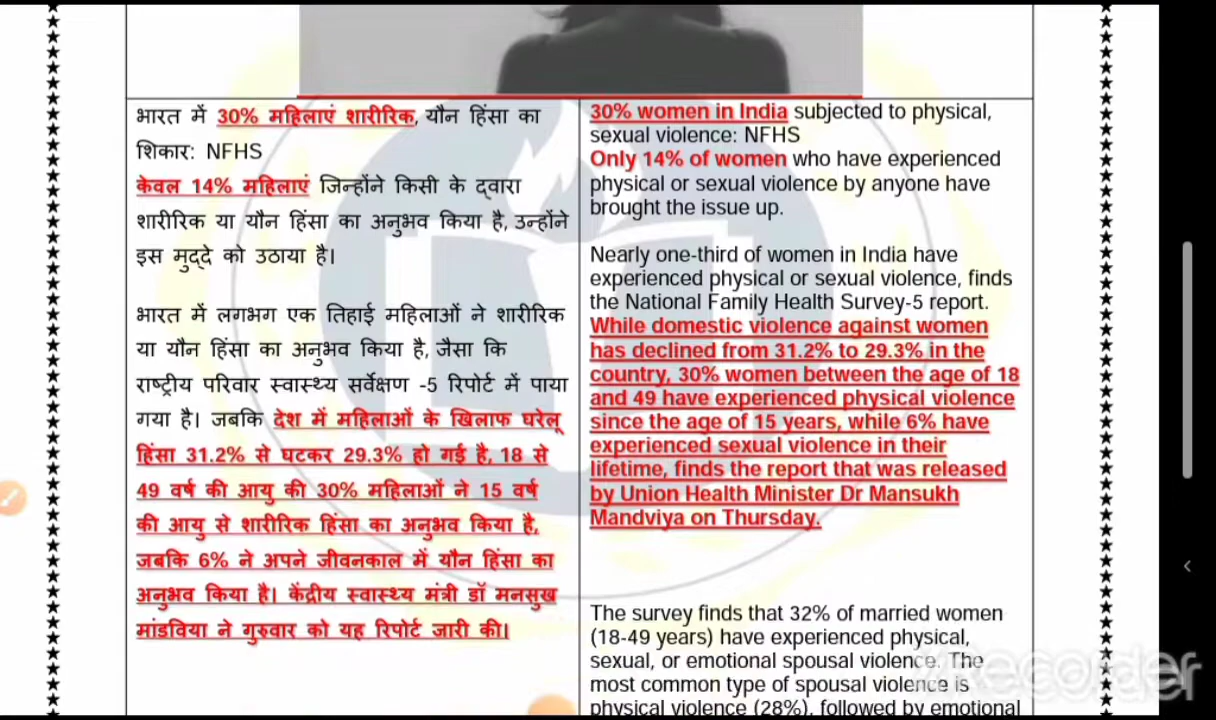 भारत में 30% महिलाएं शारीरिक, यौन हिंसा का
शिकार: NFHS
केवल 14% महिलाएं जिन्होंने किसी के द्वारा
शारीरिक या यौन हिंसा का अनुभव किया है, उन्होंने
इस मुद्दे को उठाया है।
भारत में लगभग एक तिहाई महिलाओं ने शारीरिक
या यौन हिंसा का अनुभव किया है, जैसा कि
राष्ट्रीय परिवार स्वास्थ्य सर्वेक्षण -5 रिपोर्ट में पाया
गया है। जबकि देश में महिलाओं के खिलाफ घरेलू
हिंसा 31.2% से घटकर 29.3% हो गई है, 18 से
49 वर्ष की आयु की 30% महिलाओं ने 15 वर्ष
की आयु से शारीरिक हिंसा का अनुभव किया है,
जबकि 6% ने अपने जीवनकाल में यौन हिंसा का
अनुभव किया है। केंद्रीय स्वास्थ्य मंत्री डॉ मनसुख
मांडविया ने गुरुवार को यह रिपोर्ट जारी की।
30% women in India subjected to physical,
sexual violence: NFHS
Only 14% of women who have experienced
physical or sexual violence by anyone have
brought the issue up.
Nearly one-third of women in India have
experienced physical or sexual violence, finds
the National Family Health Survey-5 report.
While domestic violence against women
has declined from 31.2% to 29.3% in the
country, 30% women between the age of 18
and 49 have experienced physical violence
since the age of 15 years, while 6% have
experienced sexual violence in their
lifetime, finds the report that was released
by Union Health Minister Dr Mansukh
Mandviya on Thursday.
The survey finds that 32% of married women
(18-49 years) have experienced physical,
sexual, or emotional spousal violence. The
most common type of spousal violence is
physical violence (28%), followed by emotional
Recorder